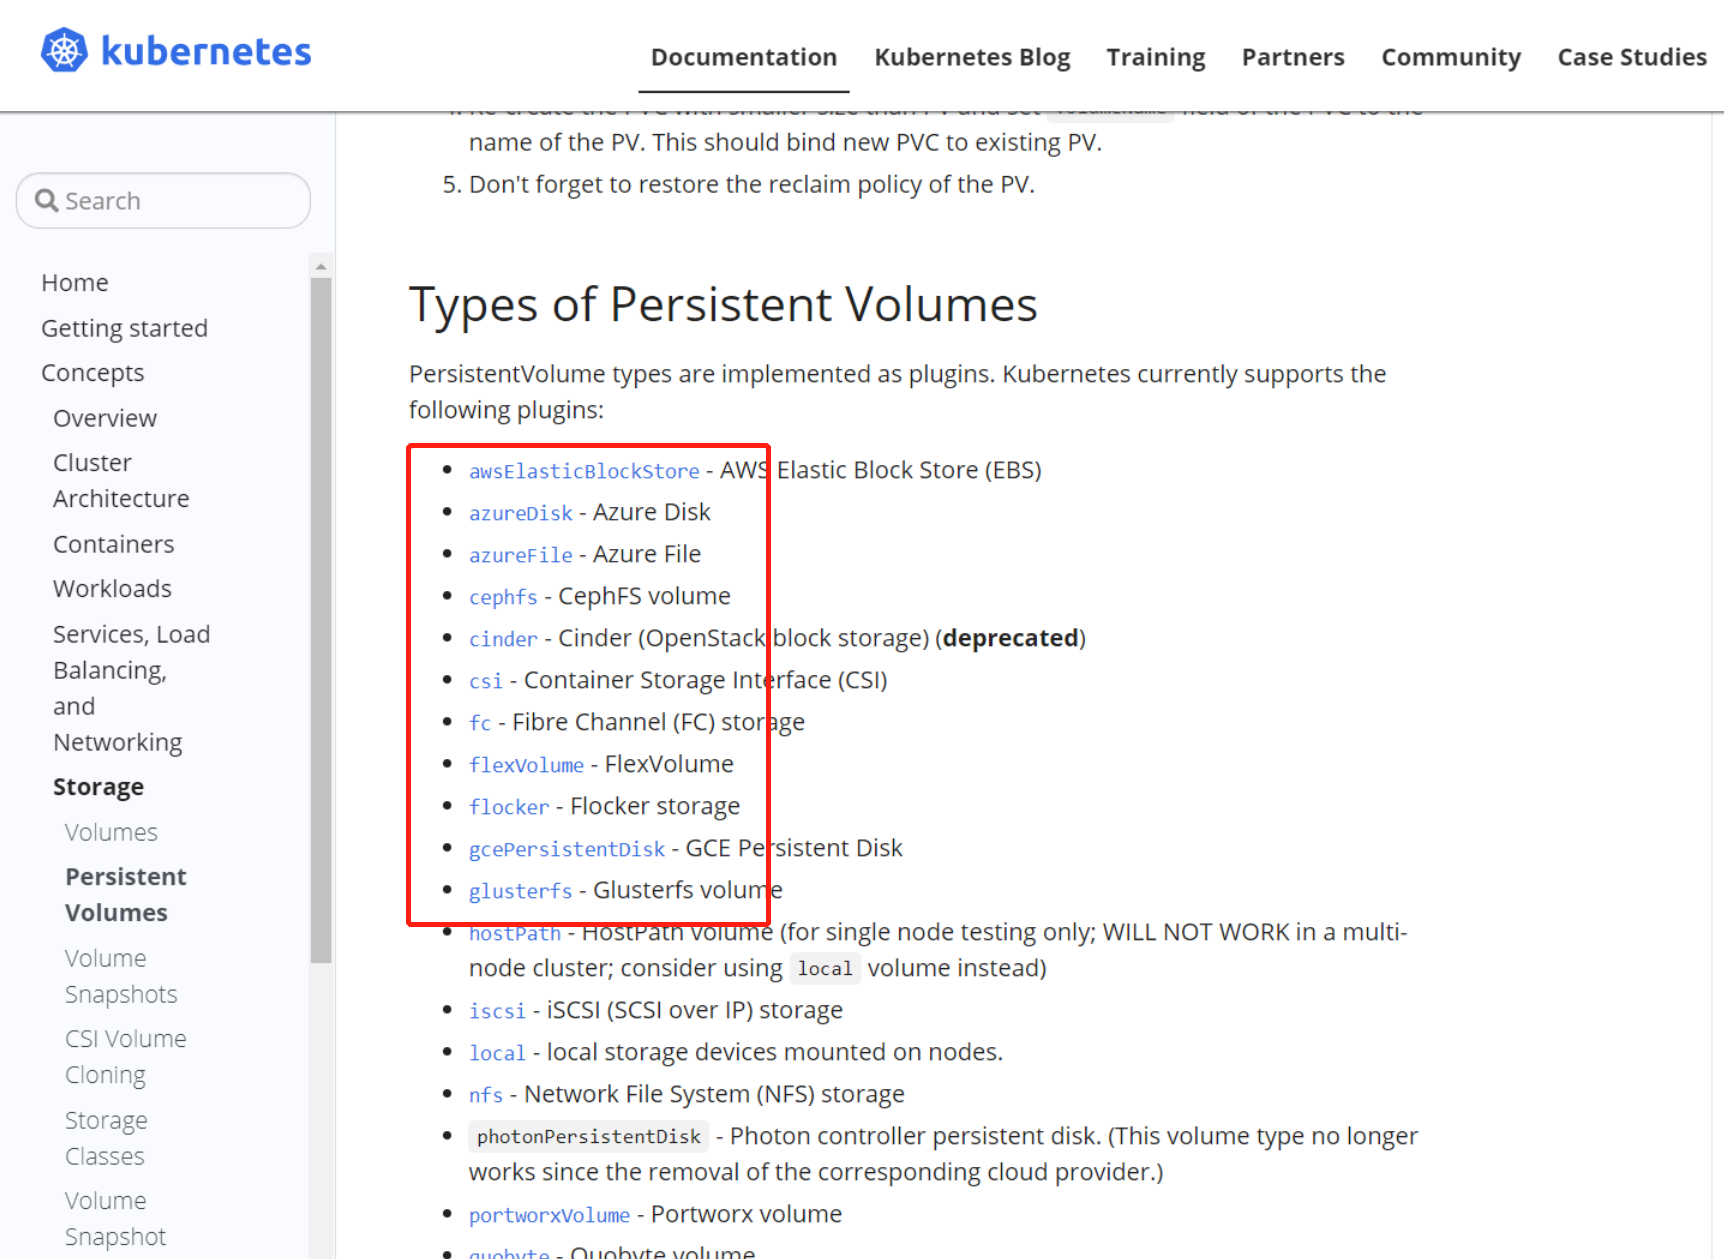 kubernetes
Documentation Kubernetes Blog Training Partners Community Case Studies
Search
Home
Getting started
Concepts
Overview
Cluster
Architecture
Containers
Workloads
Services, Load
Balancing,
and
Networking
Storage
Volumes
Persistent
Volumes
Volume
Snapshots
CSI Volume
Cloning
Storage
Classes
Volume
Snapshot
name of the PV. This should bind new PVC to existing PV.
5. Don't forget to restore the reclaim policy of the PV.
Types of Persistent Volumes
PersistentVolume types are implemented as plugins. Kubernetes currently supports the
following plugins:
• awsElasticBlockStore - AWS Elastic Block Store (EBS)
• azureDisk - Azure Disk
• azureFile - Azure File
• cephfs - CephFS volume
• cinder - Cinder (OpenStack block storage) (deprecated)
• csi - Container Storage Interface (CSI)
• fc - Fibre Channel (FC) storage
• flexVolume - FlexVolume
• flocker - Flocker storage
• gcePersistentDisk - GCE Persistent Disk
• glusterfs - Glusterfs volume
• hostPath - HostPath volume (for single node testing only; WILL NOT WORK in a multi-
node cluster; consider using local volume instead)
• iscsi - iSCSI (SCSI over IP) storage
• local - local storage devices mounted on nodes.
• nfs - Network File System (NFS) storage
• photonPersistentDisk - Photon controller persistent disk. (This volume type no longer
works since the removal of the corresponding cloud provider.)
• portworxVolume - Portworx volume
• quobyte - Quobyte volume